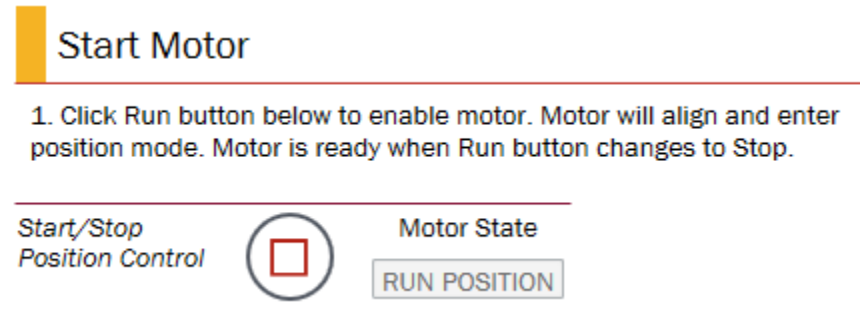 Start Motor
1. Click Run button below to enable motor. Motor will align and enter
position mode. Motor is ready when Run button changes to Stop.
Start/Stop
Position Control
Motor State
RUN POSITION